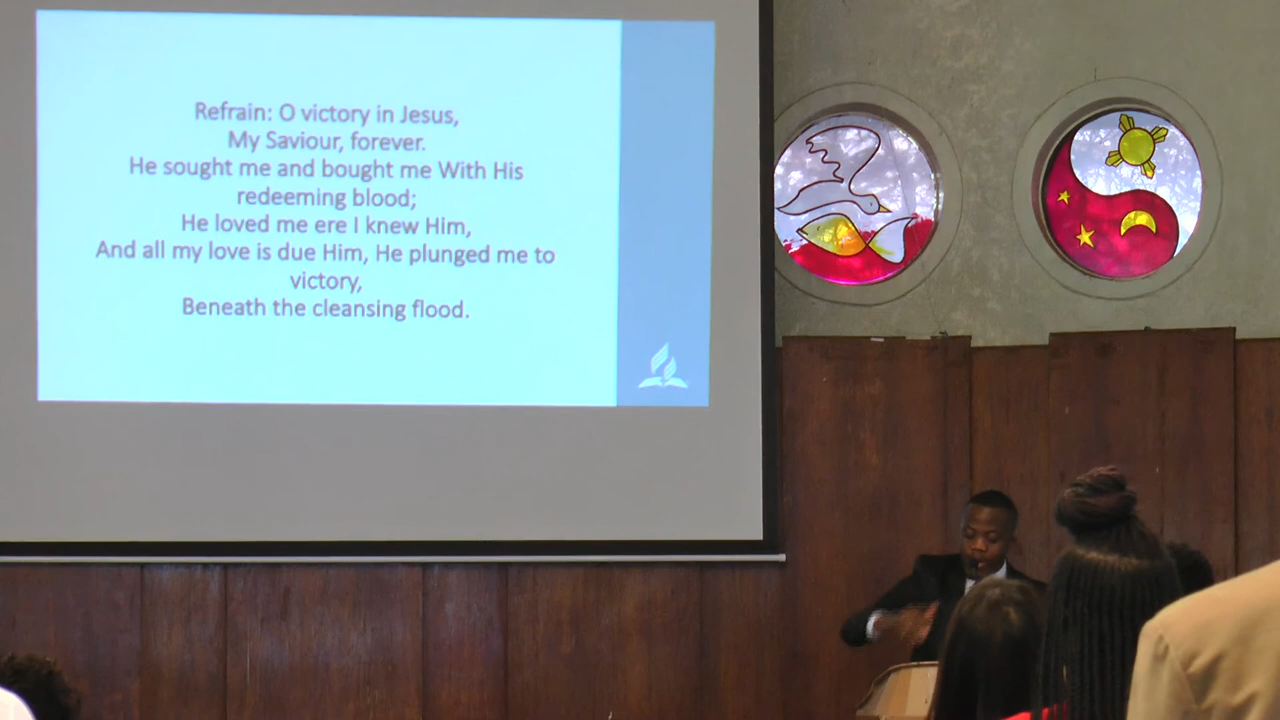 Refrain: O victory in Jesus,
My Saviour, forever.
He sought me and bought me With His
redeeming blood;
He loved me ere I knew Him,
And all my love is due Him, He plunged me to
victory,
Beneath the cleansing flood.